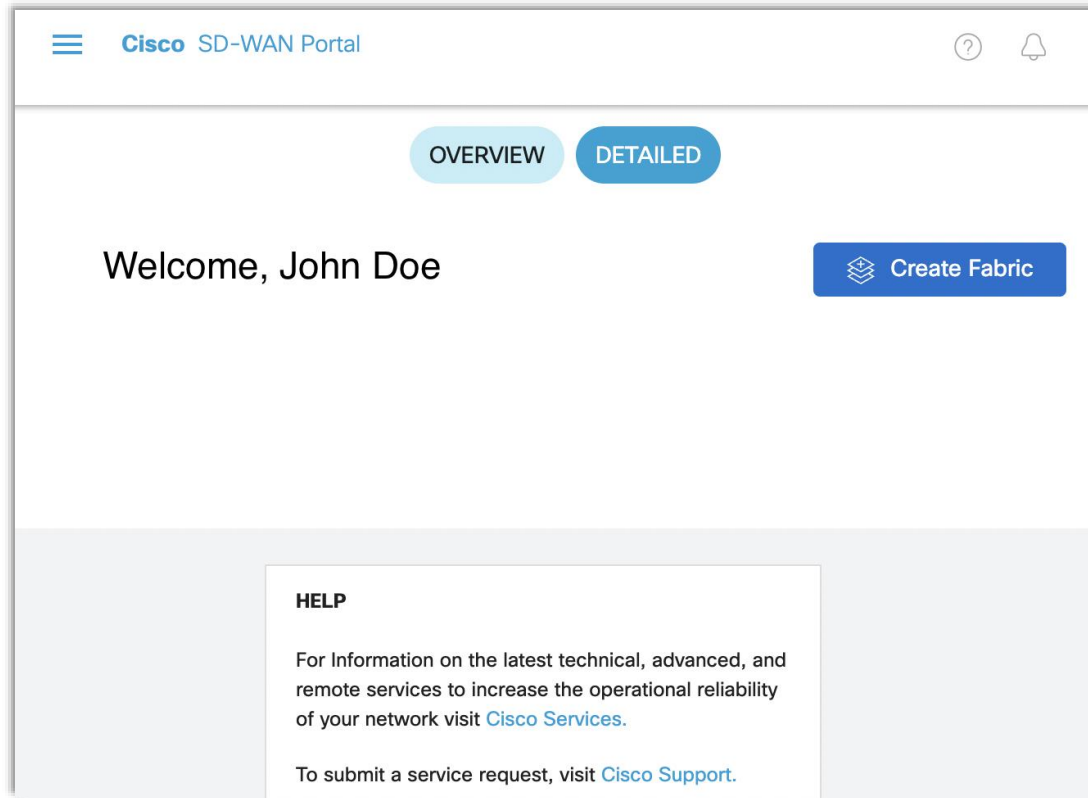 Cisco SD-WAN Portal
OVERVIEW DETAILED
Welcome, John Doe
Create Fabric
HELP
For Information on the latest technical, advanced, and
remote services to increase the operational reliability
of your network visit Cisco Services.
To submit a service request, visit Cisco Support.